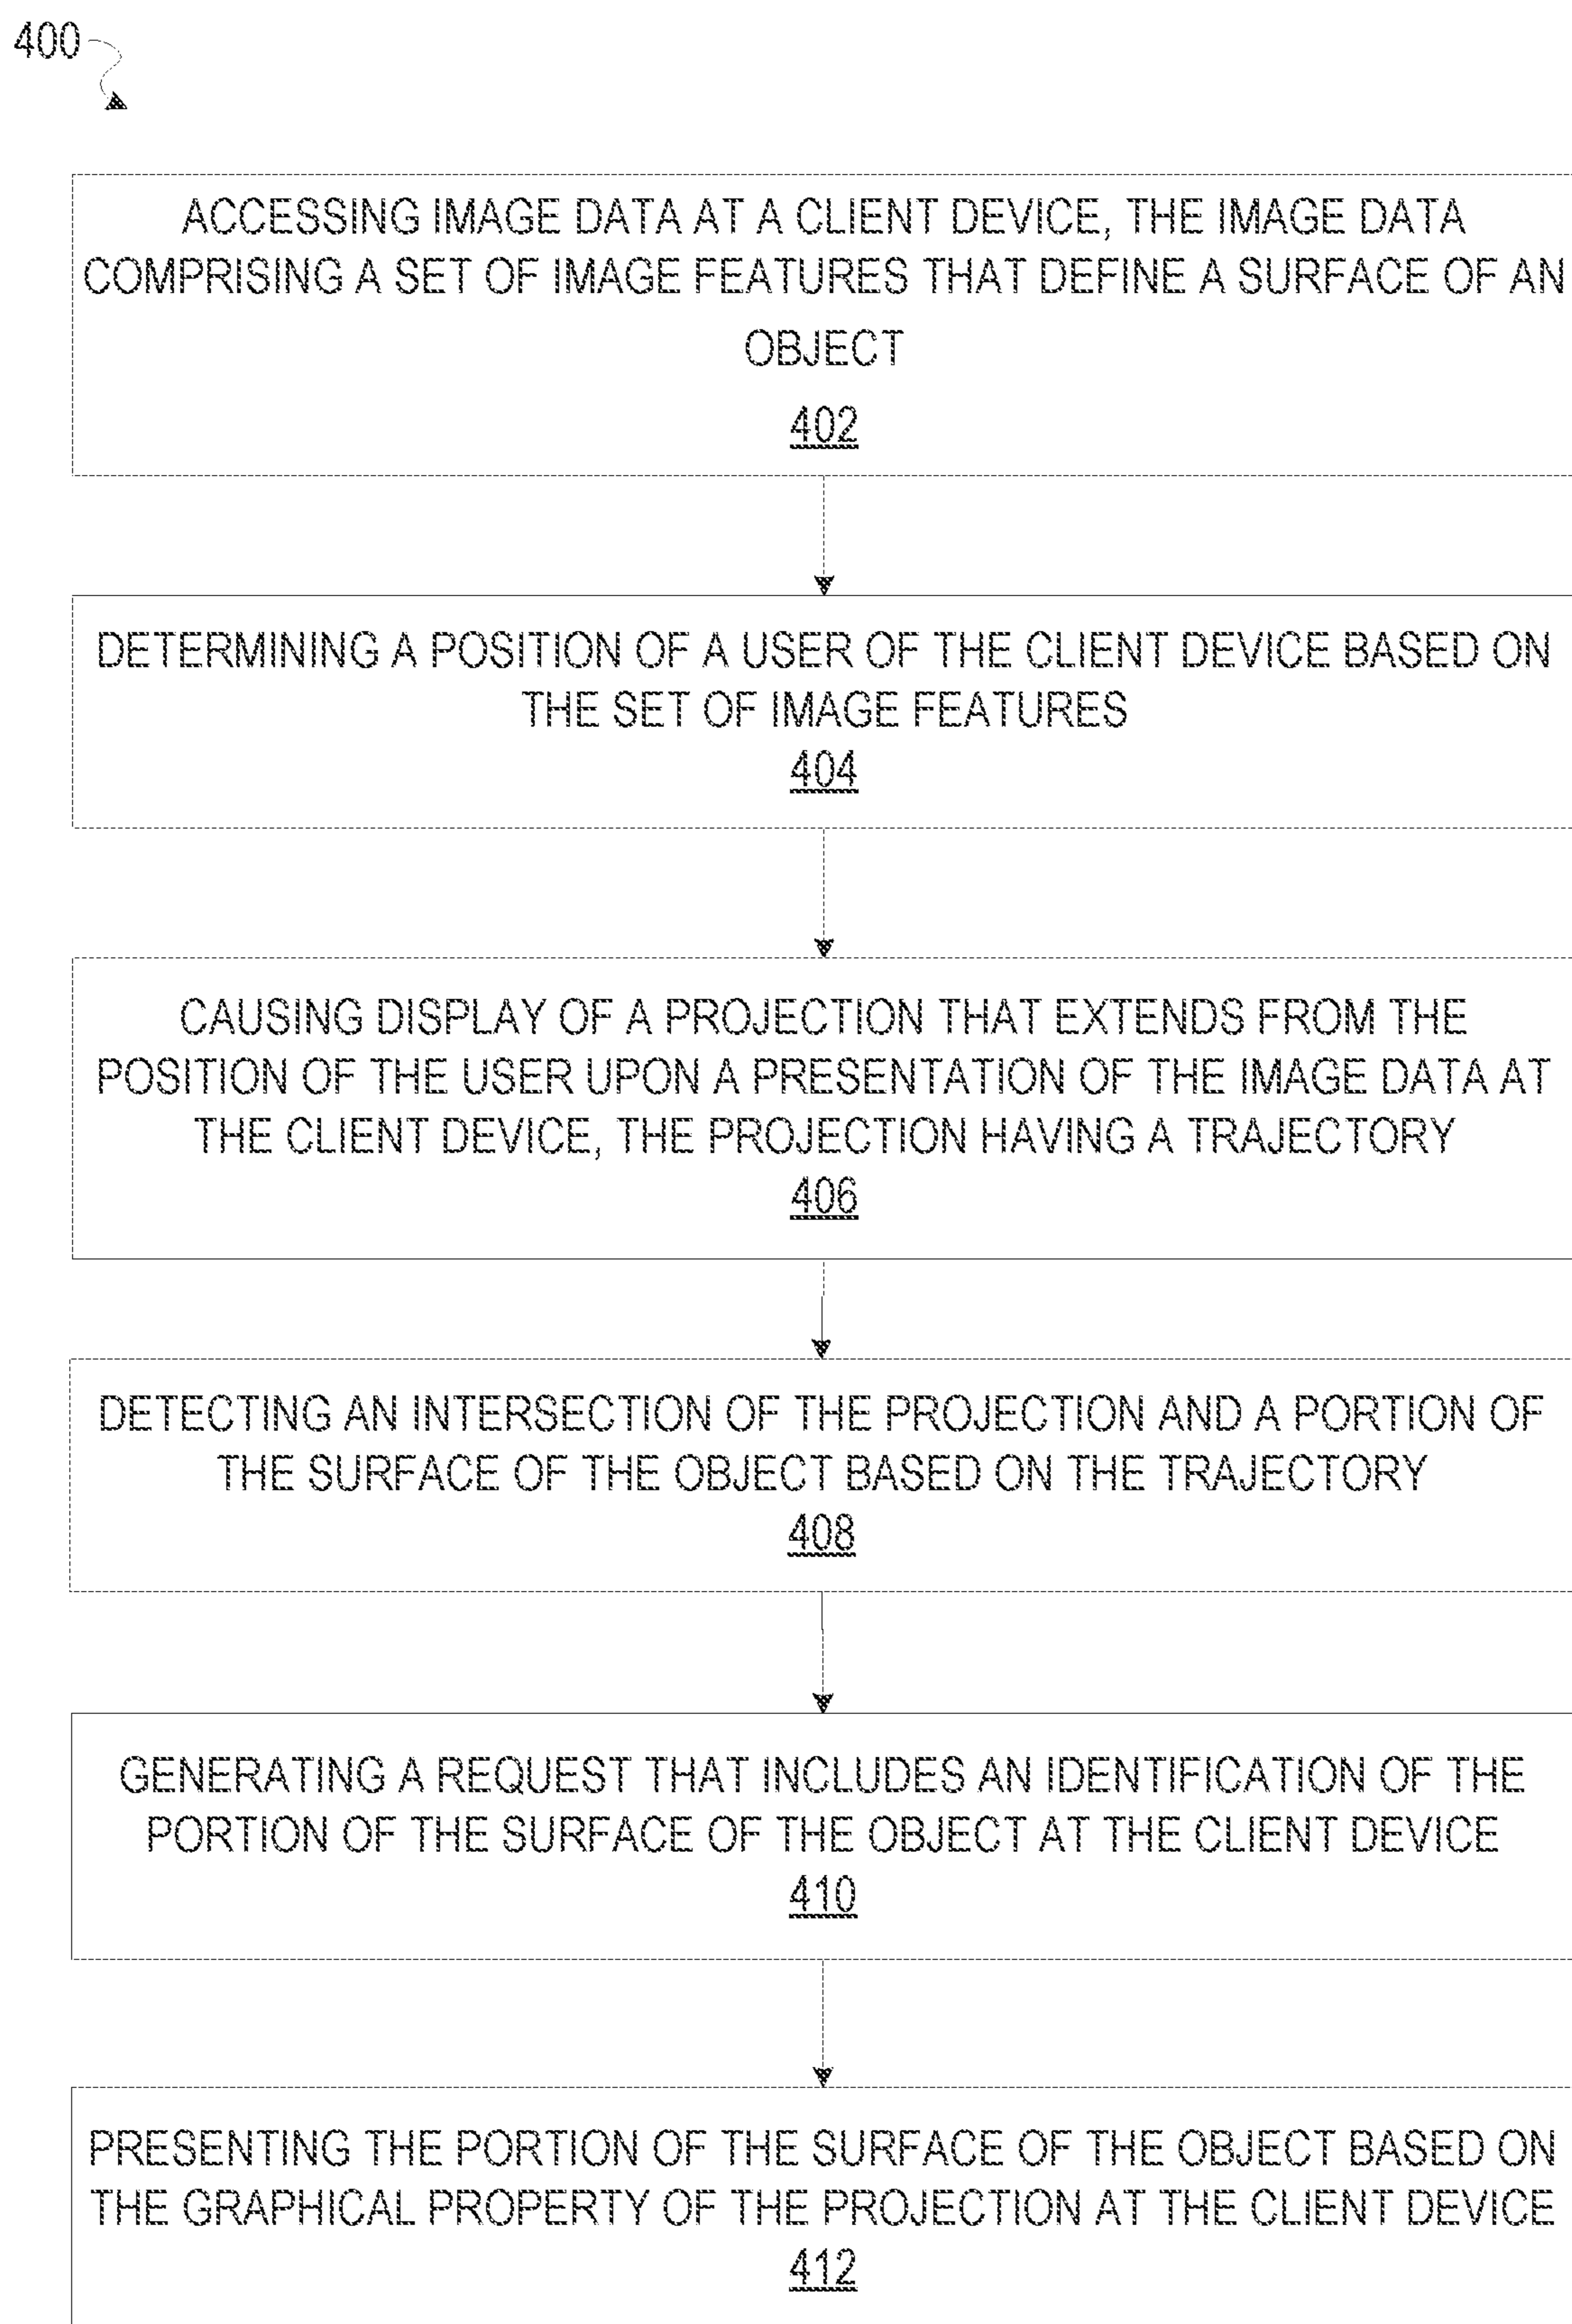 400
ACCESSING IMAGE DATA AT A CLIENT DEVICE, THE IMAGE DATA
COMPRISING A SET OF IMAGE FEATURES THAT DEFINE A SURFACE OF AN
OBJECT
402
DETERMINING A POSITION OF A USER OF THE CLIENT DEVICE BASED ON
THE SET OF IMAGE FEATURES
404
CAUSING DISPLAY OF A PROJECTION THAT EXTENDS FROM THE
POSITION OF THE USER UPON A PRESENTATION OF THE IMAGE DATA AT
THE CLIENT DEVICE, THE PROJECTION HAVING A TRAJECTORY
406
DETECTING AN INTERSECTION OF THE PROJECTION AND A PORTION OF
THE SURFACE OF THE OBJECT BASED ON THE TRAJECTORY
408
GENERATING A REQUEST THAT INCLUDES AN IDENTIFICATION OF THE
PORTION OF THE SURFACE OF THE OBJECT AT THE CLIENT DEVICE
410
PRESENTING THE PORTION OF THE SURFACE OF THE OBJECT BASED ON
THE GRAPHICAL PROPERTY OF THE PROJECTION AT THE CLIENT DEVICE
412